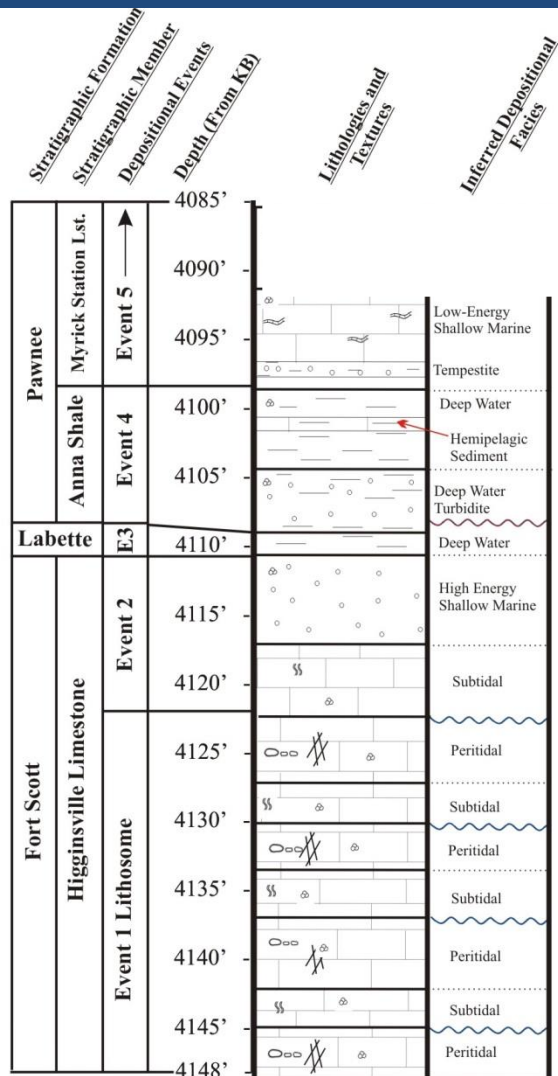 Stratigraphic Formation
Stratigraphic Member
Depositional Events
Depth (From KB)
Lithologies and
Textures
Inferred Depositional
Facies
Pawnee
Labette
Fort Scott
Myrick Station Lst.
Anna Shale
Higginsville Limestone
Event 5
Event 4
E3
Event 2
Event 1 Lithosome
4085’
4090’
4095’
4100’
4105’
4110’
4115’
4120’
4125’
4130’
4135’
4140’
4145’
4148’
Low-Energy
Shallow Marine
Tempestite
Deep Water
Hemipelagic
Sediment
Deep Water
Turbidite
Deep Water
High Energy
Shallow Marine
Subtidal
Peritidal
Subtidal
Peritidal
Subtidal
Peritidal
Subtidal
Peritidal